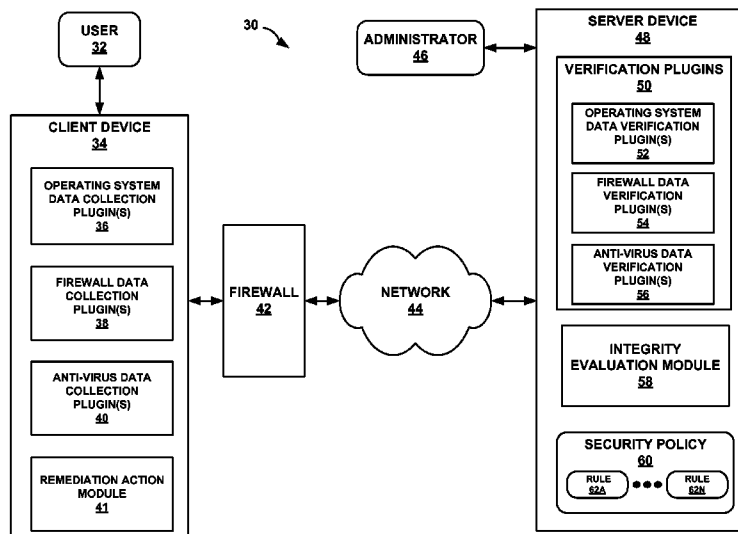 USER
32
30
ADMINISTRATOR
46
CLIENT DEVICE
34
OPERATING SYSTEM
DATA COLLECTION
PLUGIN(S)
36
FIREWALL DATA
COLLECTION
PLUGIN(S)
38
ANTI-VIRUS DATA
COLLECTION
PLUGIN(S)
40
REMEDIATION ACTION
MODULE
41
FIREWALL
42
NETWORK
44
SERVER DEVICE
48
VERIFICATION PLUGINS
50
OPERATING SYSTEM
DATA VERIFICATION
PLUGIN(S)
52
FIREWALL DATA
VERIFICATION
PLUGIN(S)
54
ANTI-VIRUS DATA
VERIFICATION
PLUGIN(S)
56
INTEGRITY
EVALUATION MODULE
58
SECURITY POLICY
60
RULE
62A
RULE
62N